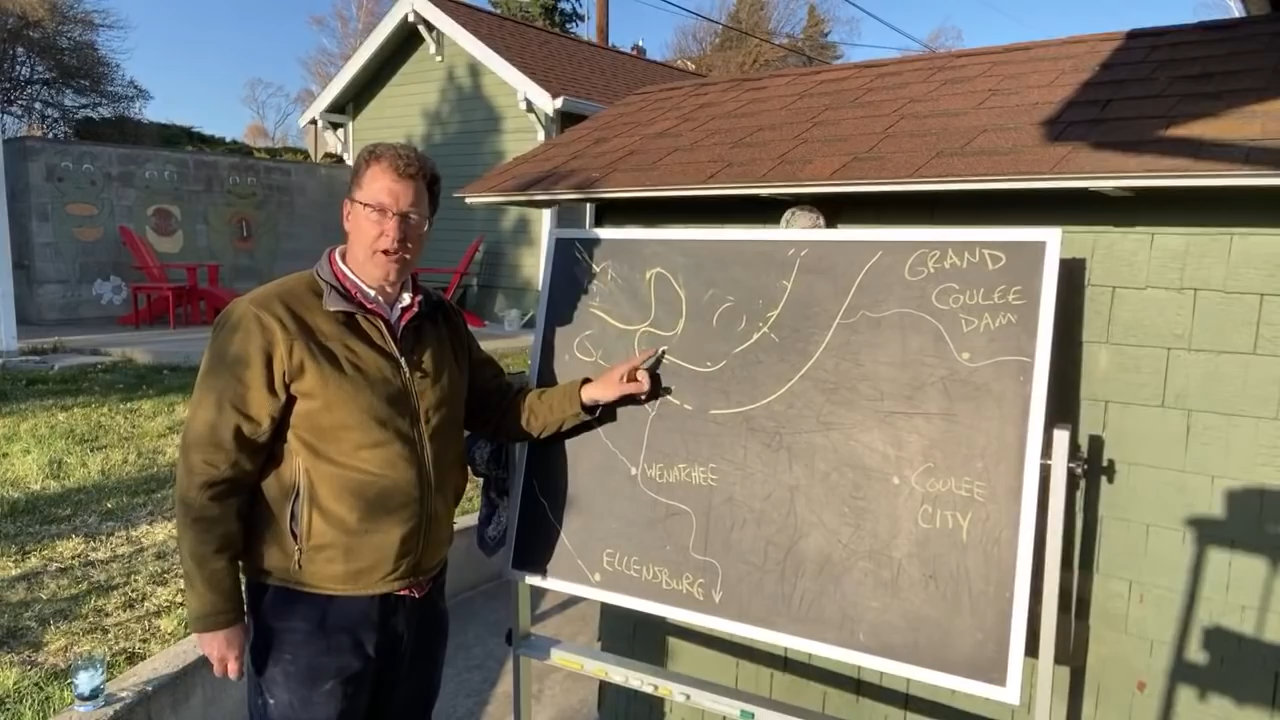 GRAND
COULEE
DAM
WENATCHEE
COULEE
CITY
ELLENSBURG